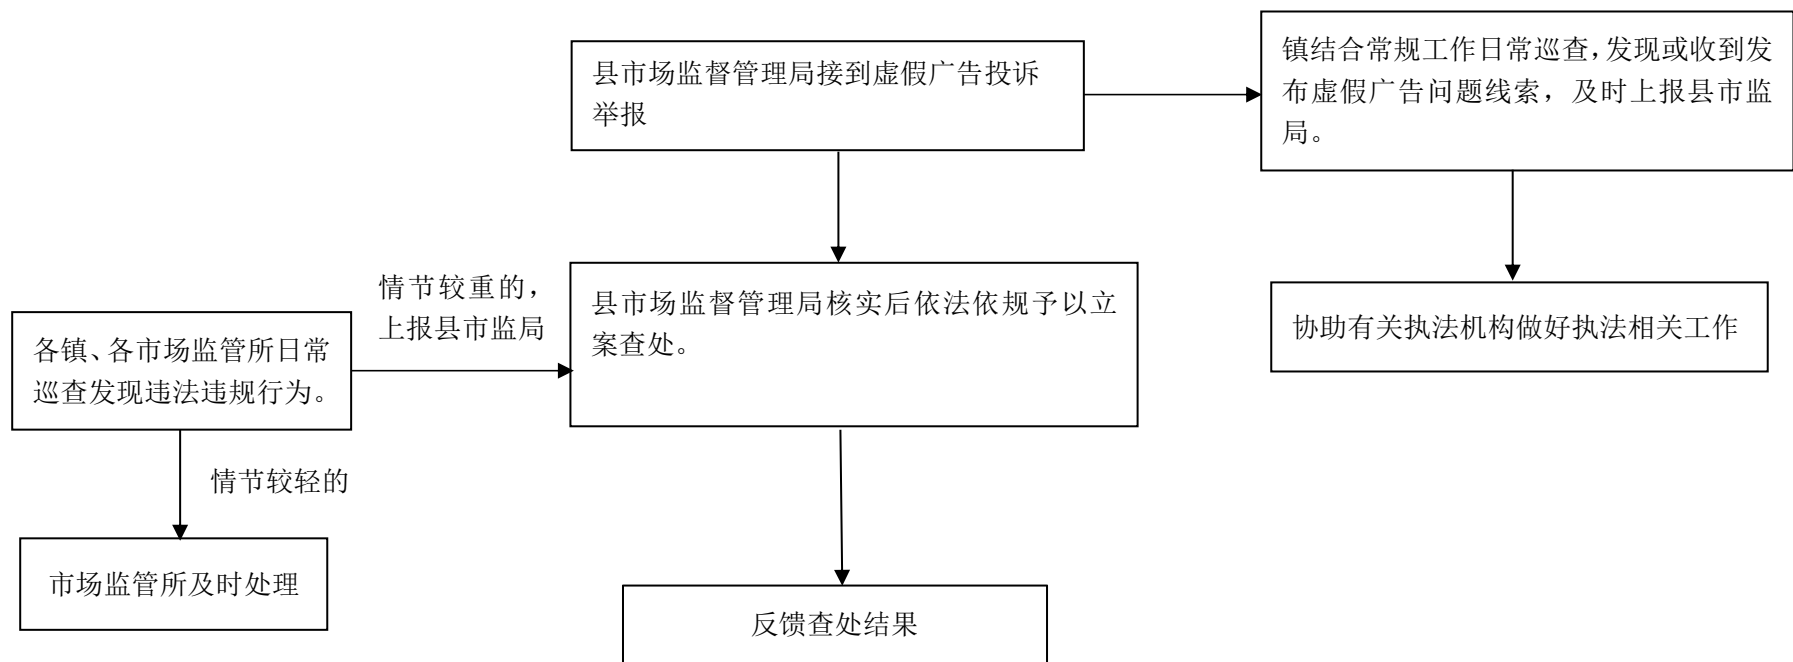 县市场监督管理局接到虚假广告投诉
举报
镇结合常规工作日常巡查,发现或收到发
布虚假广告问题线索，及时上报县市监
局。
情节较重的，
上报县市监局
县市场监督管理局核实后依法依规予以立
案查处。
协助有关执法机构做好执法相关工作
各镇、各市场监管所日常
巡查发现违法违规行为。
情节较轻的
市场监管所及时处理
反馈查处结果